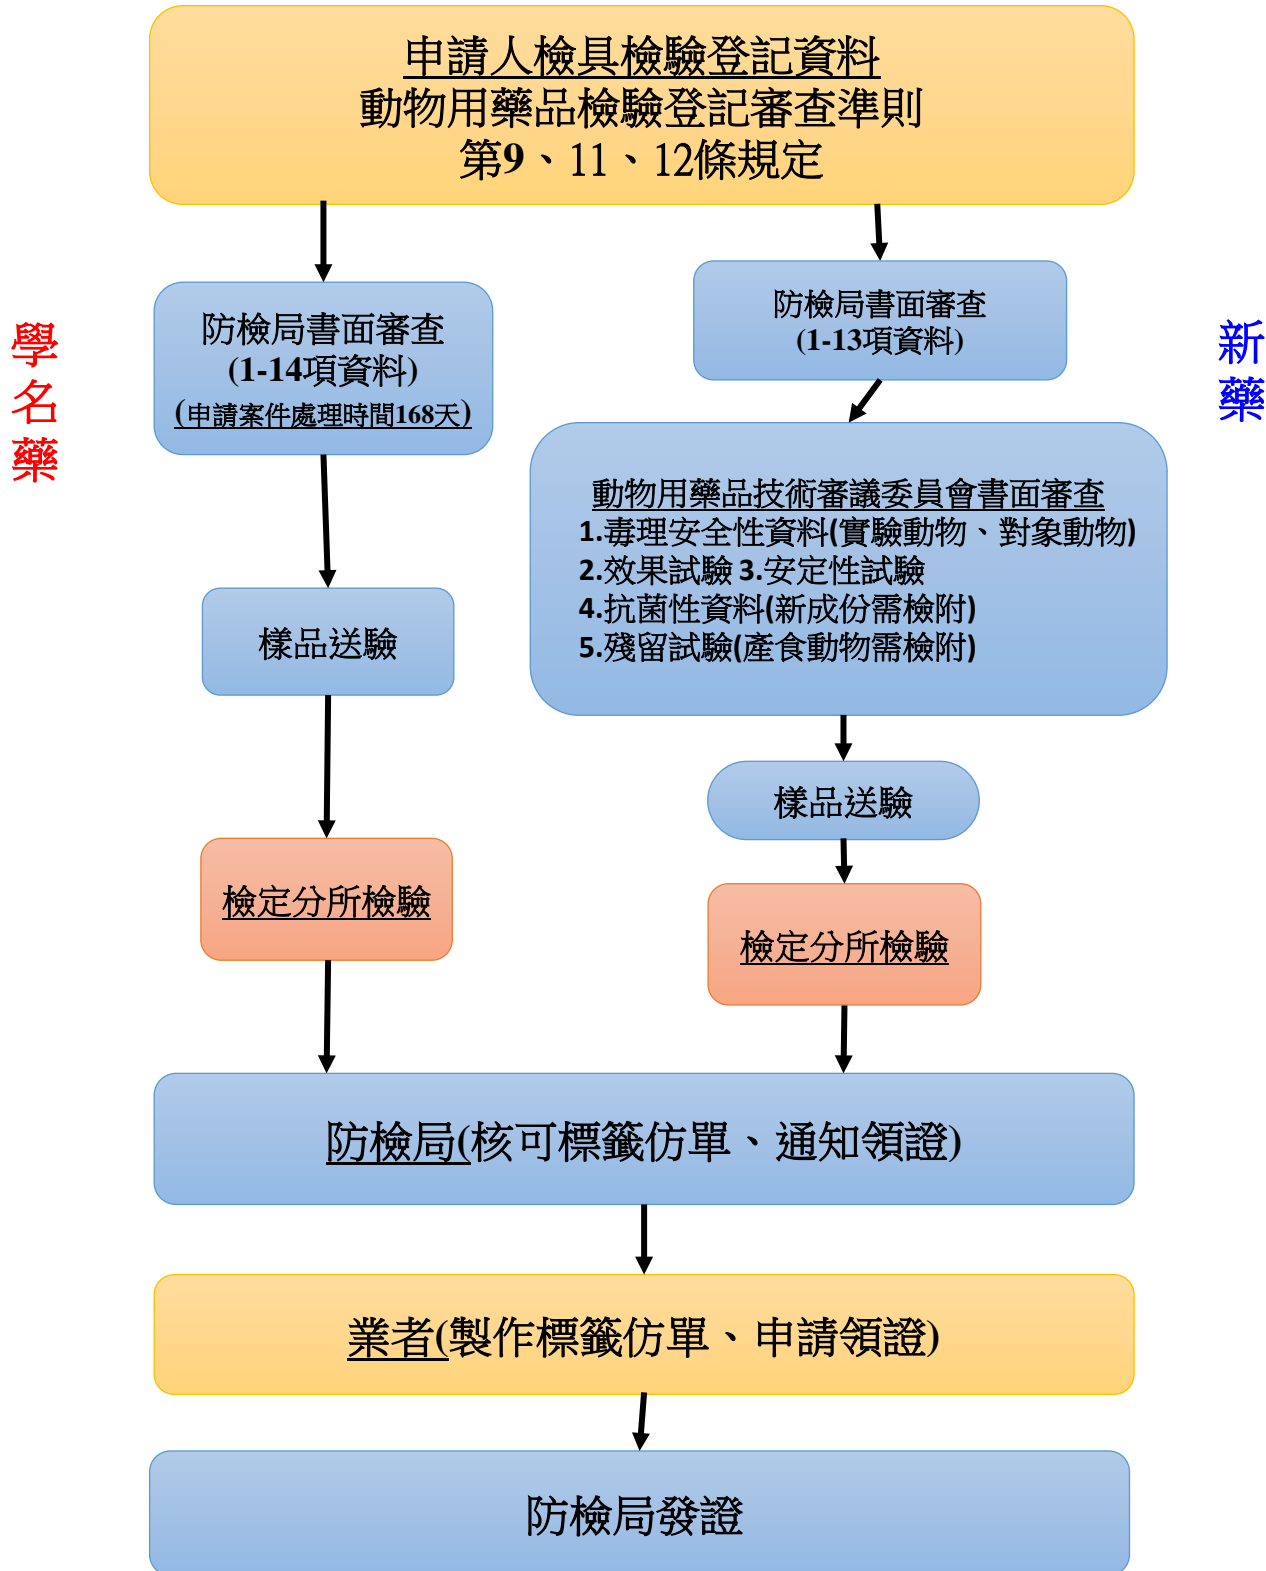 申請人檢具檢驗登記資料
動物用藥品檢驗登記審查準則
第9、11、12條規定
學名藥
防檢局書面審查
(1-14項資料)
(申請案件處理時間168天)
樣品送驗
檢定分所檢驗
新藥
防檢局書面審查
(1-13項資料)
動物用藥品技術審議委員會書面審查
1.毒理安全性資料(實驗動物、對象動物)
2.效果試驗 3.安定性試驗
4.抗菌性資料(新成份需檢附)
5.殘留試驗(產食動物需檢附)
樣品送驗
檢定分所檢驗
防檢局(核可標籤仿單、通知領證)
業者(製作標籤仿單、申請領證)
防檢局發證